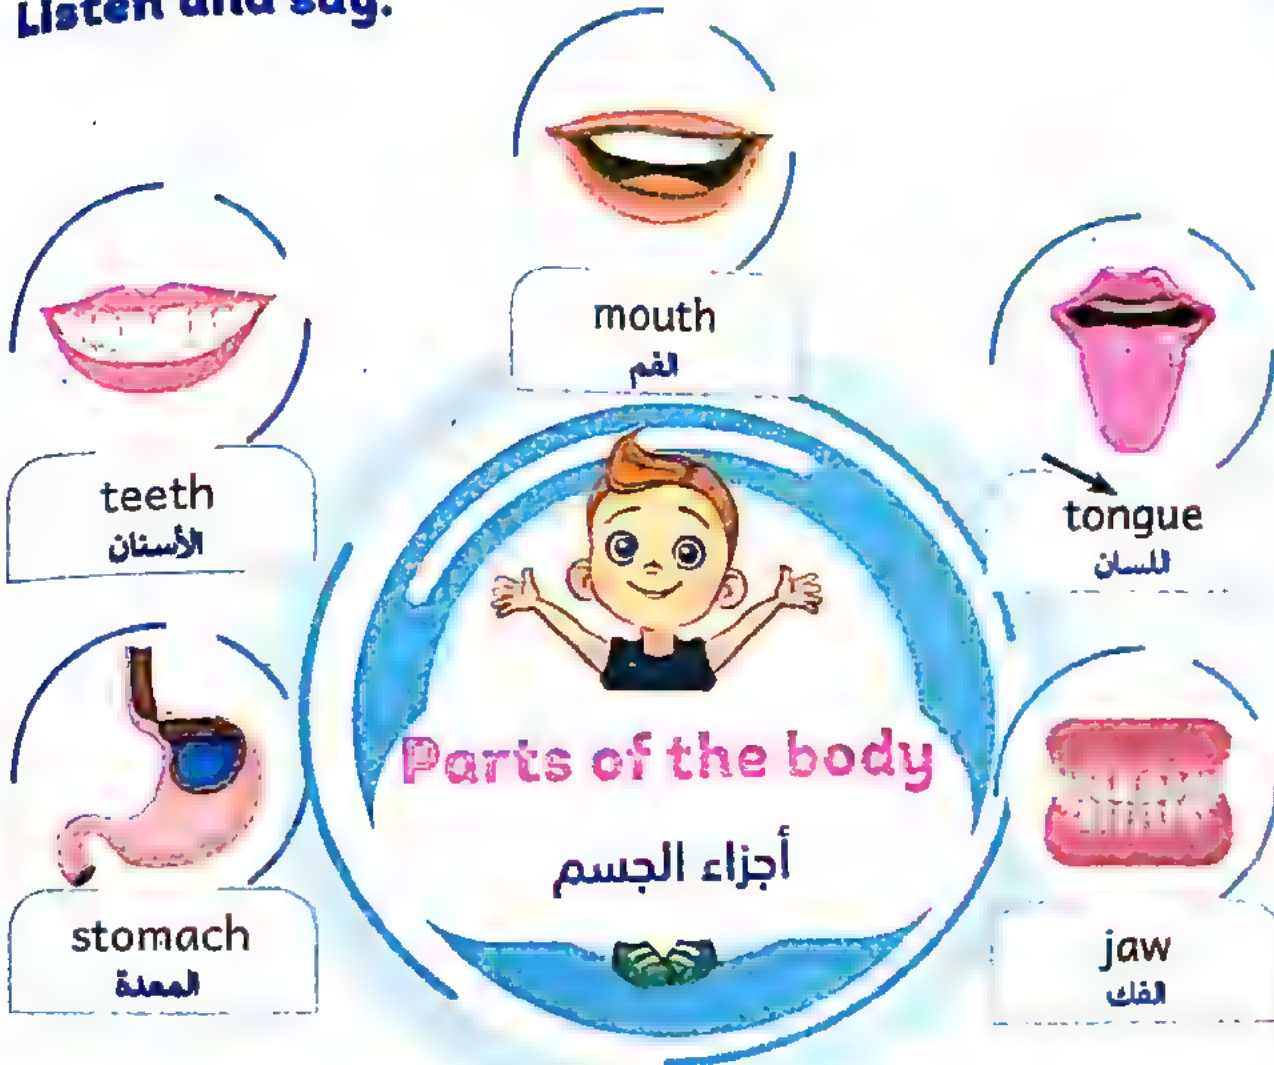 Listen and say.
mouth
الفم
teeth
الأسنان
tongue
اللسان
Parts of the body
أجزاء الجسم
stomach
المعدة
jaw
الفك